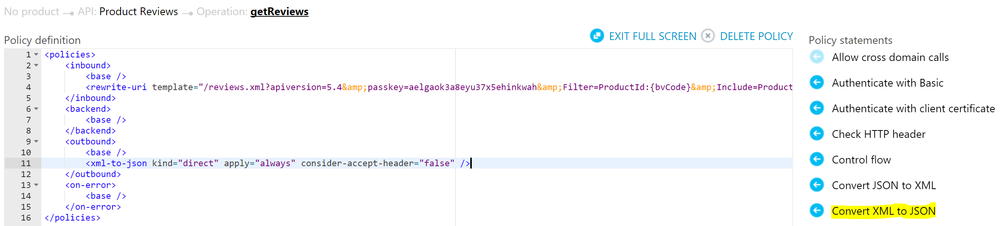 No product API: Product Reviews Operation: getReviews
EXIT FULL SCREEN DELETE POLICY
Policy definition
1 <policies>
2 <inbound>
3 <base />
4 <rewrite-uri template="/reviews.xml?apiversion=5.4&amp;passkey=aelgaok3a8eyu37x5ehinkwah&amp;Filter=ProductId:{bvCode}&amp;Include=Product
5 </inbound>
6 <backend>
7 <base />
8 </backend>
9 <outbound>
10 <base />
11 <xml-to-json kind="direct" apply="always" consider-accept-header="false" />
12 </outbound>
13 <on-error>
14 <base />
15 </on-error>
16 </policies>
Policy statements
Allow cross domain calls
Authenticate with Basic
Authenticate with client certificate
Check HTTP header
Control flow
Convert JSON to XML
Convert XML to JSON